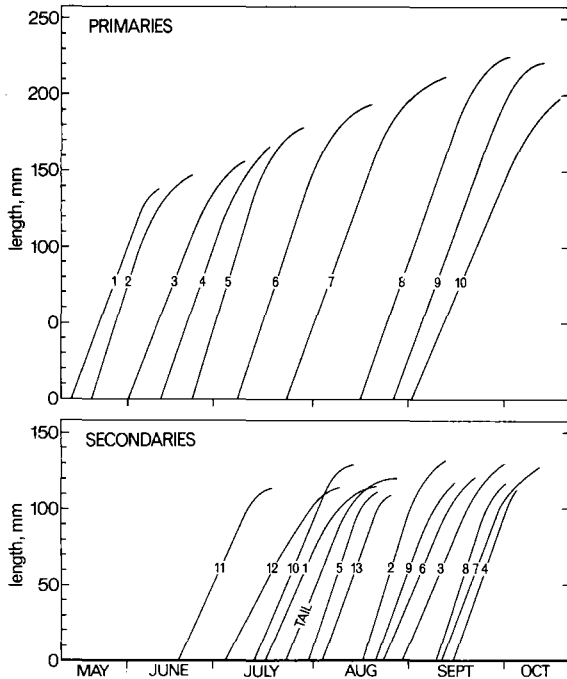 PRIMARIES
250
200
150
100
0
0
length, mm
1 2 3 4 5 6 7 8 9 10
SECONDARIES
150
100
50
0
length, mm
11 12 10 1 TAIL 5 13 2 9 6 3 8 7 4
MAY JUNE JULY AUG SEPT OCT